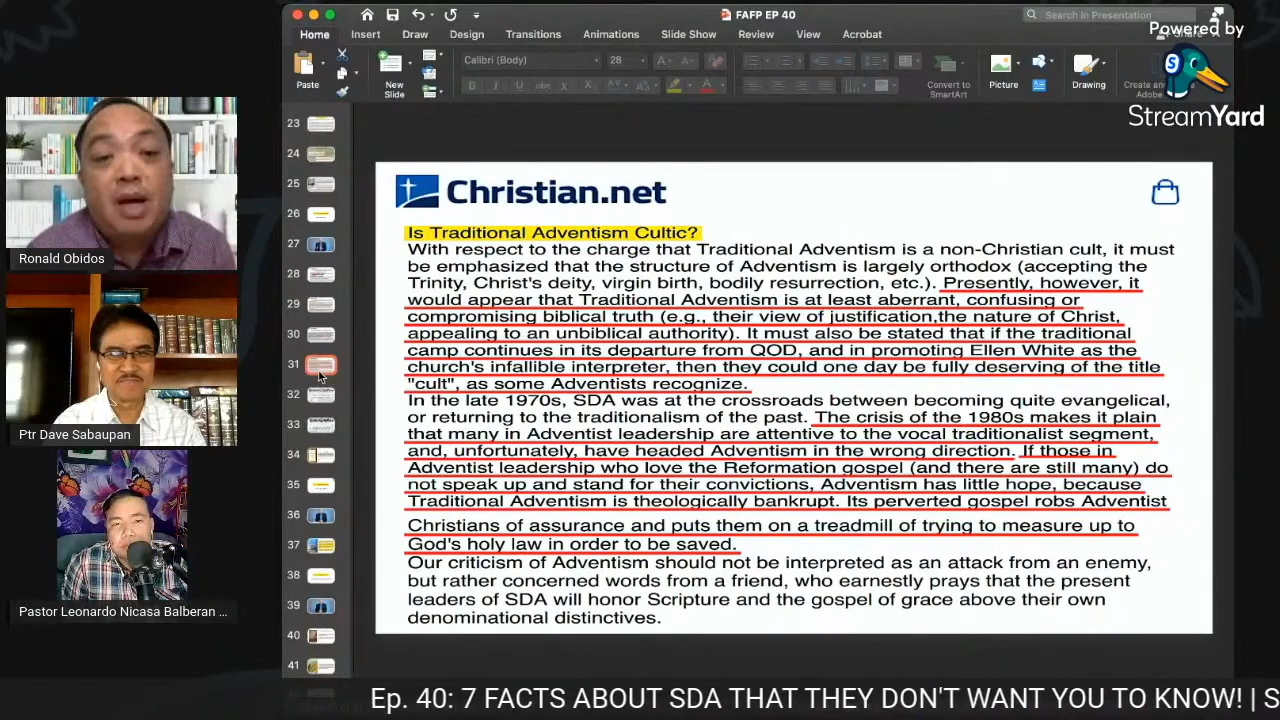 FAFP EP 40
Search in Presentation
Powered by
StreamYard
Home Insert Draw Design Transitions Animations Slide Show Review View Acrobat
Share
Calibri (Body) 28
Paste
New
Slide
Convert to
SmartArt
Picture
Drawing
Create and
Adobe
23
24
25
26
27
28
29
30
31
32
33
34
35
36
37
38
39
40
41
Ronald Obidos
Ptr Dave Sabaupan
Pastor Leonardo Nicasa Balberan ...
Christian.net
Is Traditional Adventism Cultic?
With respect to the charge that Traditional Adventism is a non-Christian cult, it must
be emphasized that the structure of Adventism is largely orthodox (accepting the
Trinity, Christ's deity, virgin birth, bodily resurrection, etc.). Presently, however, it
would appear that Traditional Adventism is at least aberrant, confusing or
compromising biblical truth (e.g., their view of justification,the nature of Christ,
appealing to an unbiblical authority). It must also be stated that if the traditional
camp continues in its departure from QOD, and in promoting Ellen White as the
church's infallible interpreter, then they could one day be fully deserving of the title
"cult", as some Adventists recognize.
In the late 1970s, SDA was at the crossroads between becoming quite evangelical,
or returning to the traditionalism of the past. The crisis of the 1980s makes it plain
that many in Adventist leadership are attentive to the vocal traditionalist segment,
and, unfortunately, have headed Adventism in the wrong direction. If those in
Adventist leadership who love the Reformation gospel (and there are still many) do
not speak up and stand for their convictions, Adventism has little hope, because
Traditional Adventism is theologically bankrupt. Its perverted gospel robs Adventist
Christians of assurance and puts them on a treadmill of trying to measure up to
God's holy law in order to be saved.
Our criticism of Adventism should not be interpreted as an attack from an enemy,
but rather concerned words from a friend, who earnestly prays that the present
leaders of SDA will honor Scripture and the gospel of grace above their own
denominational distinctives.
Ep. 40: 7 FACTS ABOUT SDA THAT THEY DON'T WANT YOU TO KNOW! | S